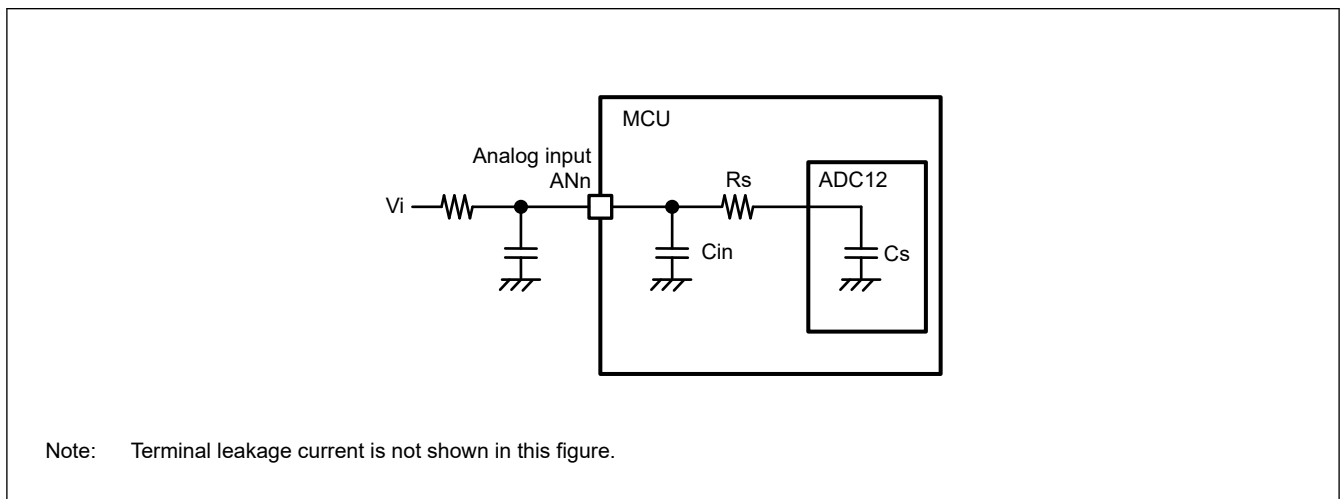 MCU
Analog input
ANn
Rs
ADC12
Vi
Cin
Cs
Note: Terminal leakage current is not shown in this figure.